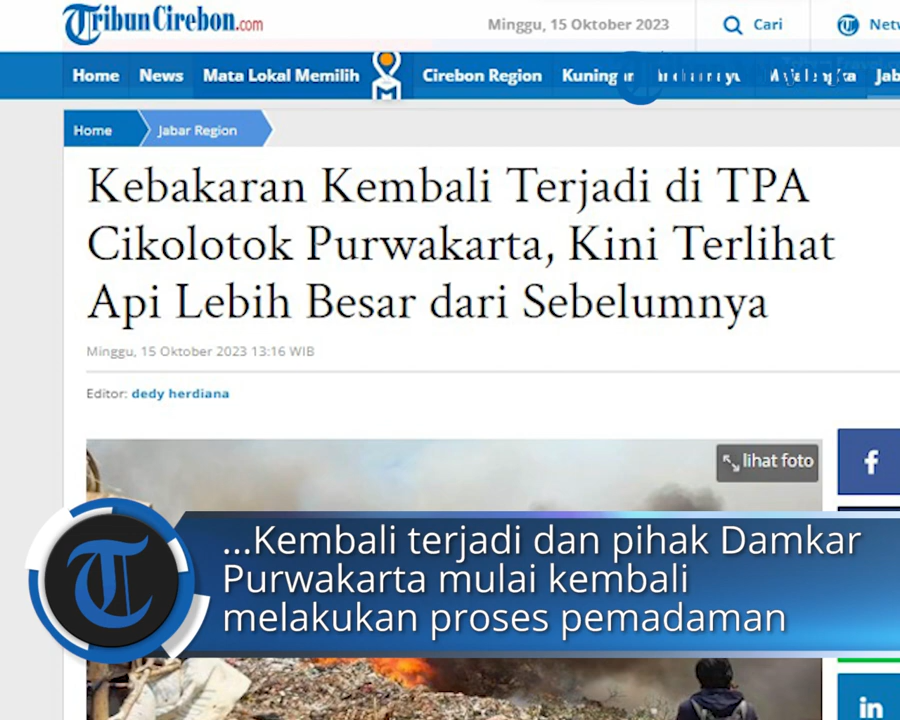 TribunCirebon.com
Minggu, 15 Oktober 2023
Cari
Home News Mata Lokal Memilih M Cirebon Region
Home Jabar Region
Kebakaran Kembali Terjadi di TPA
Cikolotok Purwakarta, Kini Terlihat
Api Lebih Besar dari Sebelumnya
Minggu, 15 Oktober 2023 13:16 WIB
Editor: dedy herdiana
lihat foto
f
...Kembali terjadi dan pihak Damkar
Purwakarta mulai kembali
melakukan proses pemadaman
T
in